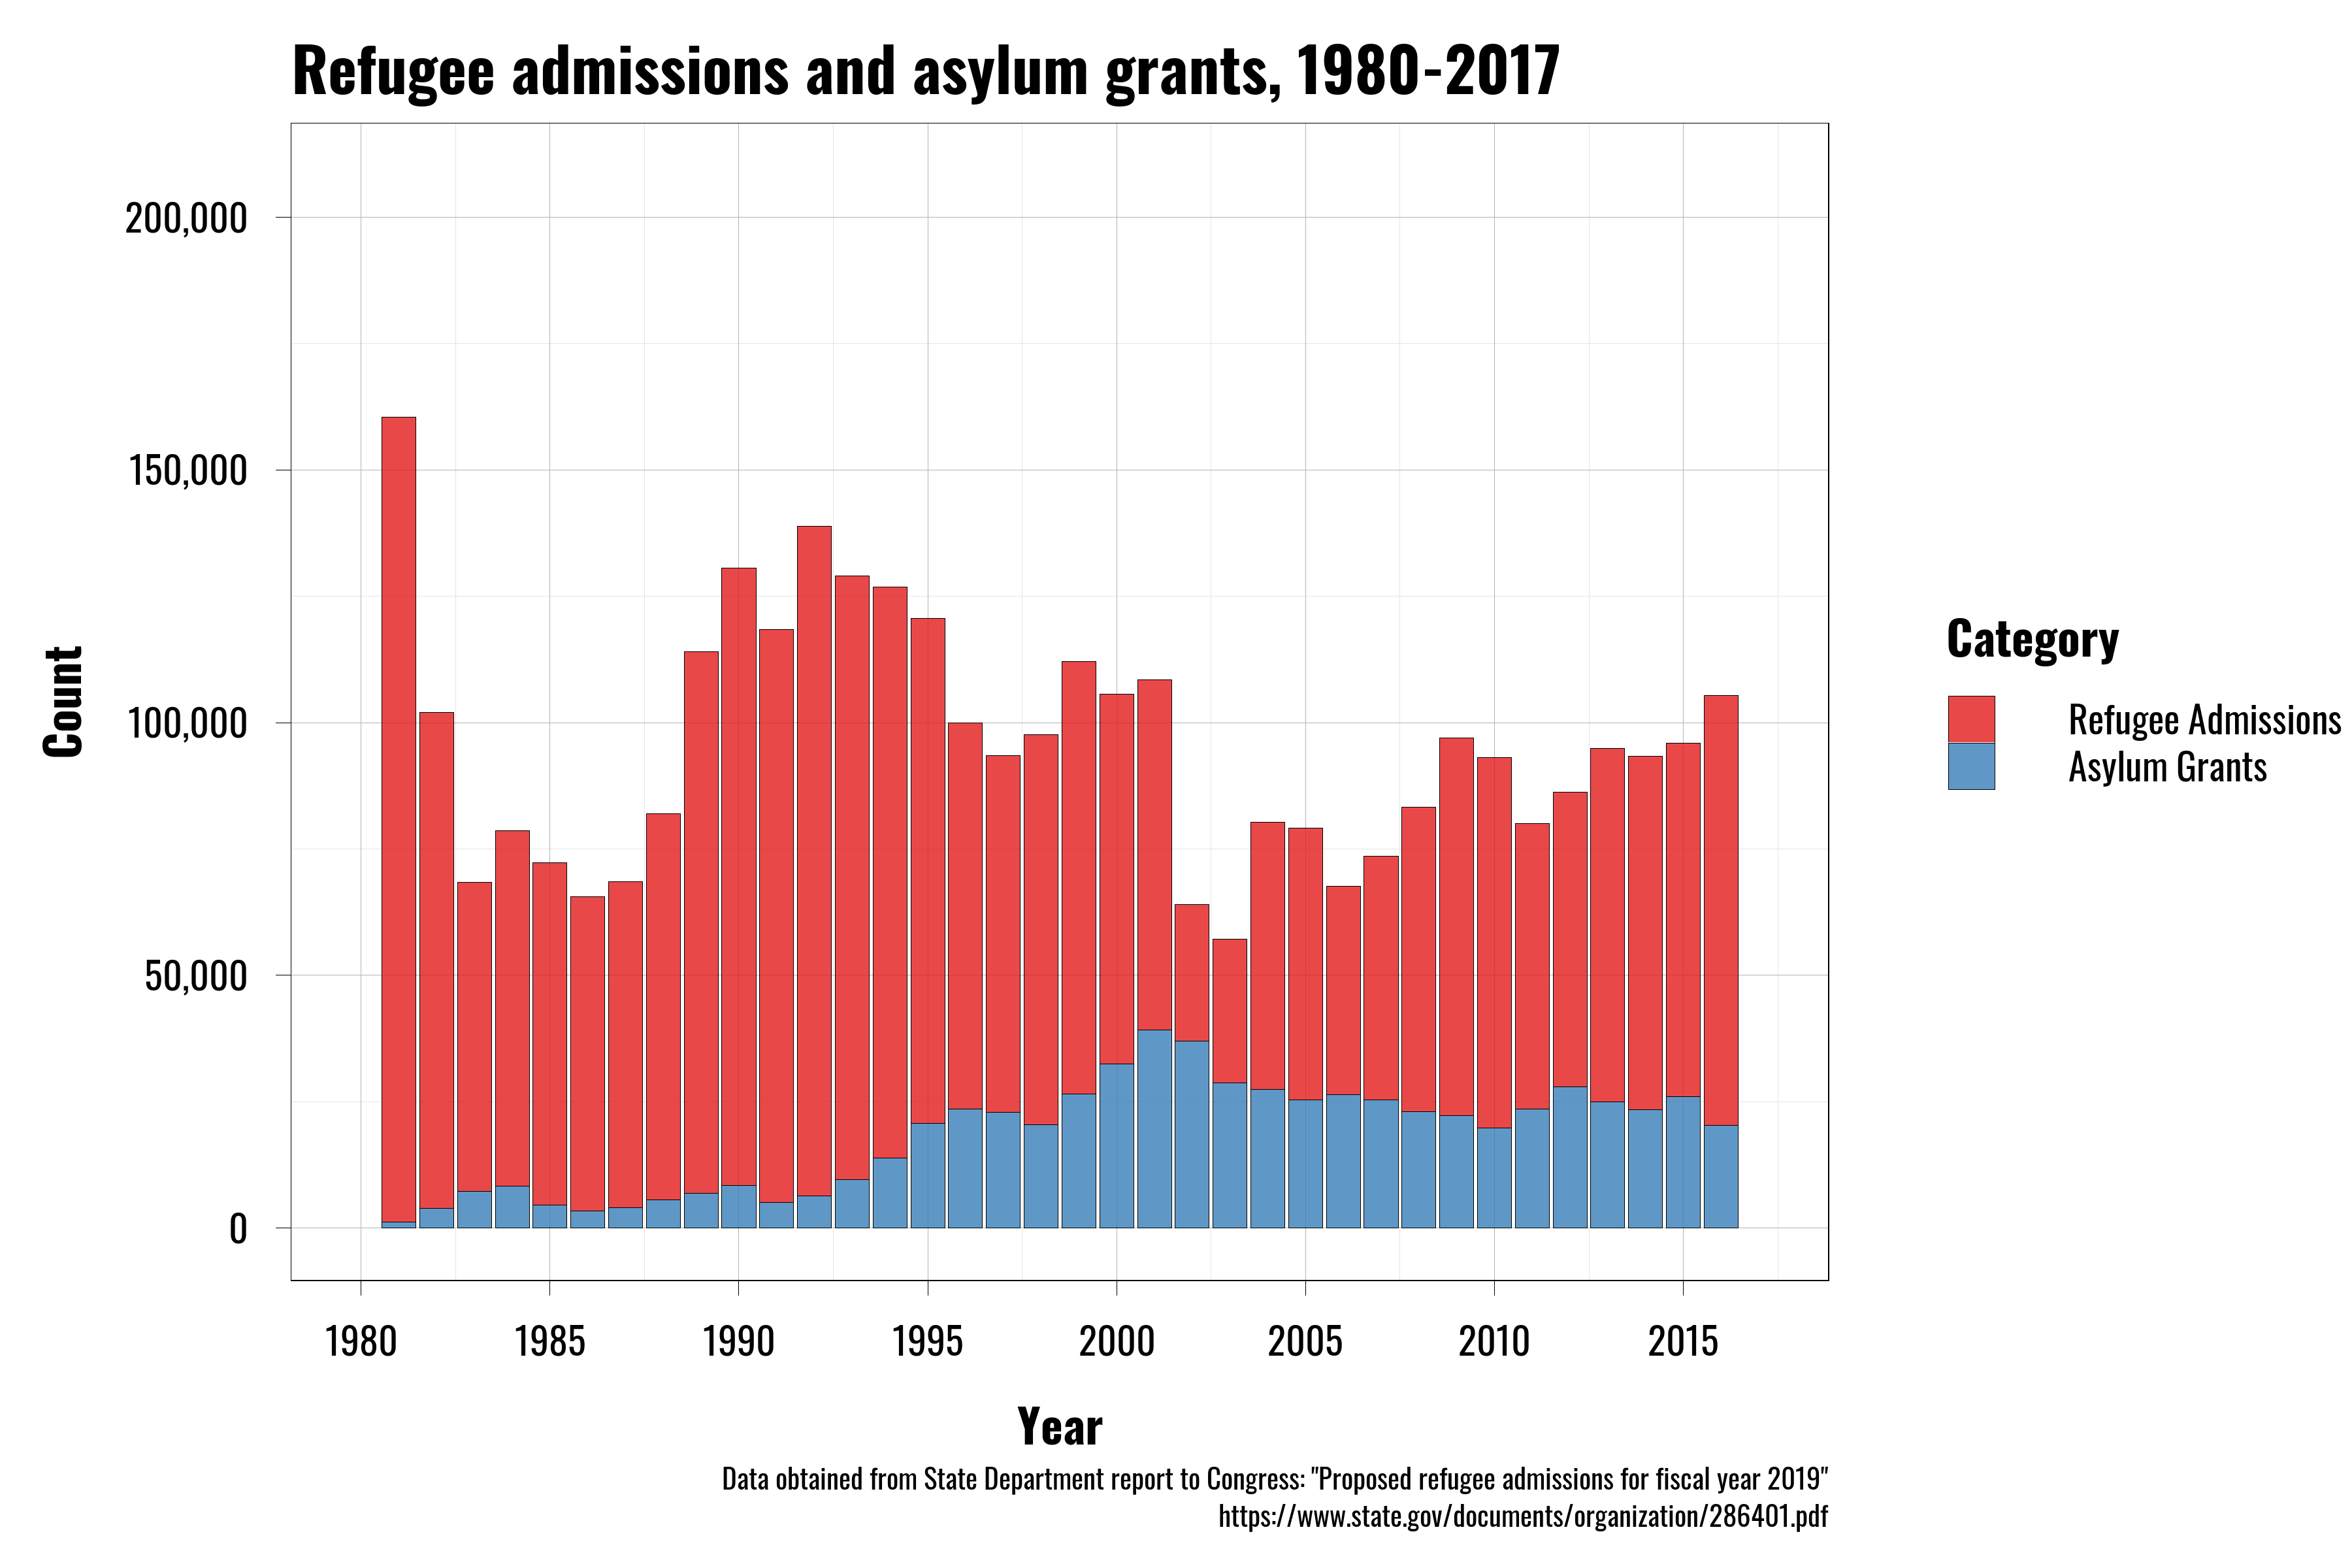 Refugee admissions and asylum grants, 1980-2017
200,000
150,000
100,000
50,000
0
Count
1980 1985 1990 1995 2000 2005 2010 2015
Year
Category
Refugee Admissions
Asylum Grants
Data obtained from State Department report to Congress: "Proposed refugee admissions for fiscal year 2019"
https://www.state.gov/documents/organization/286401.pdf